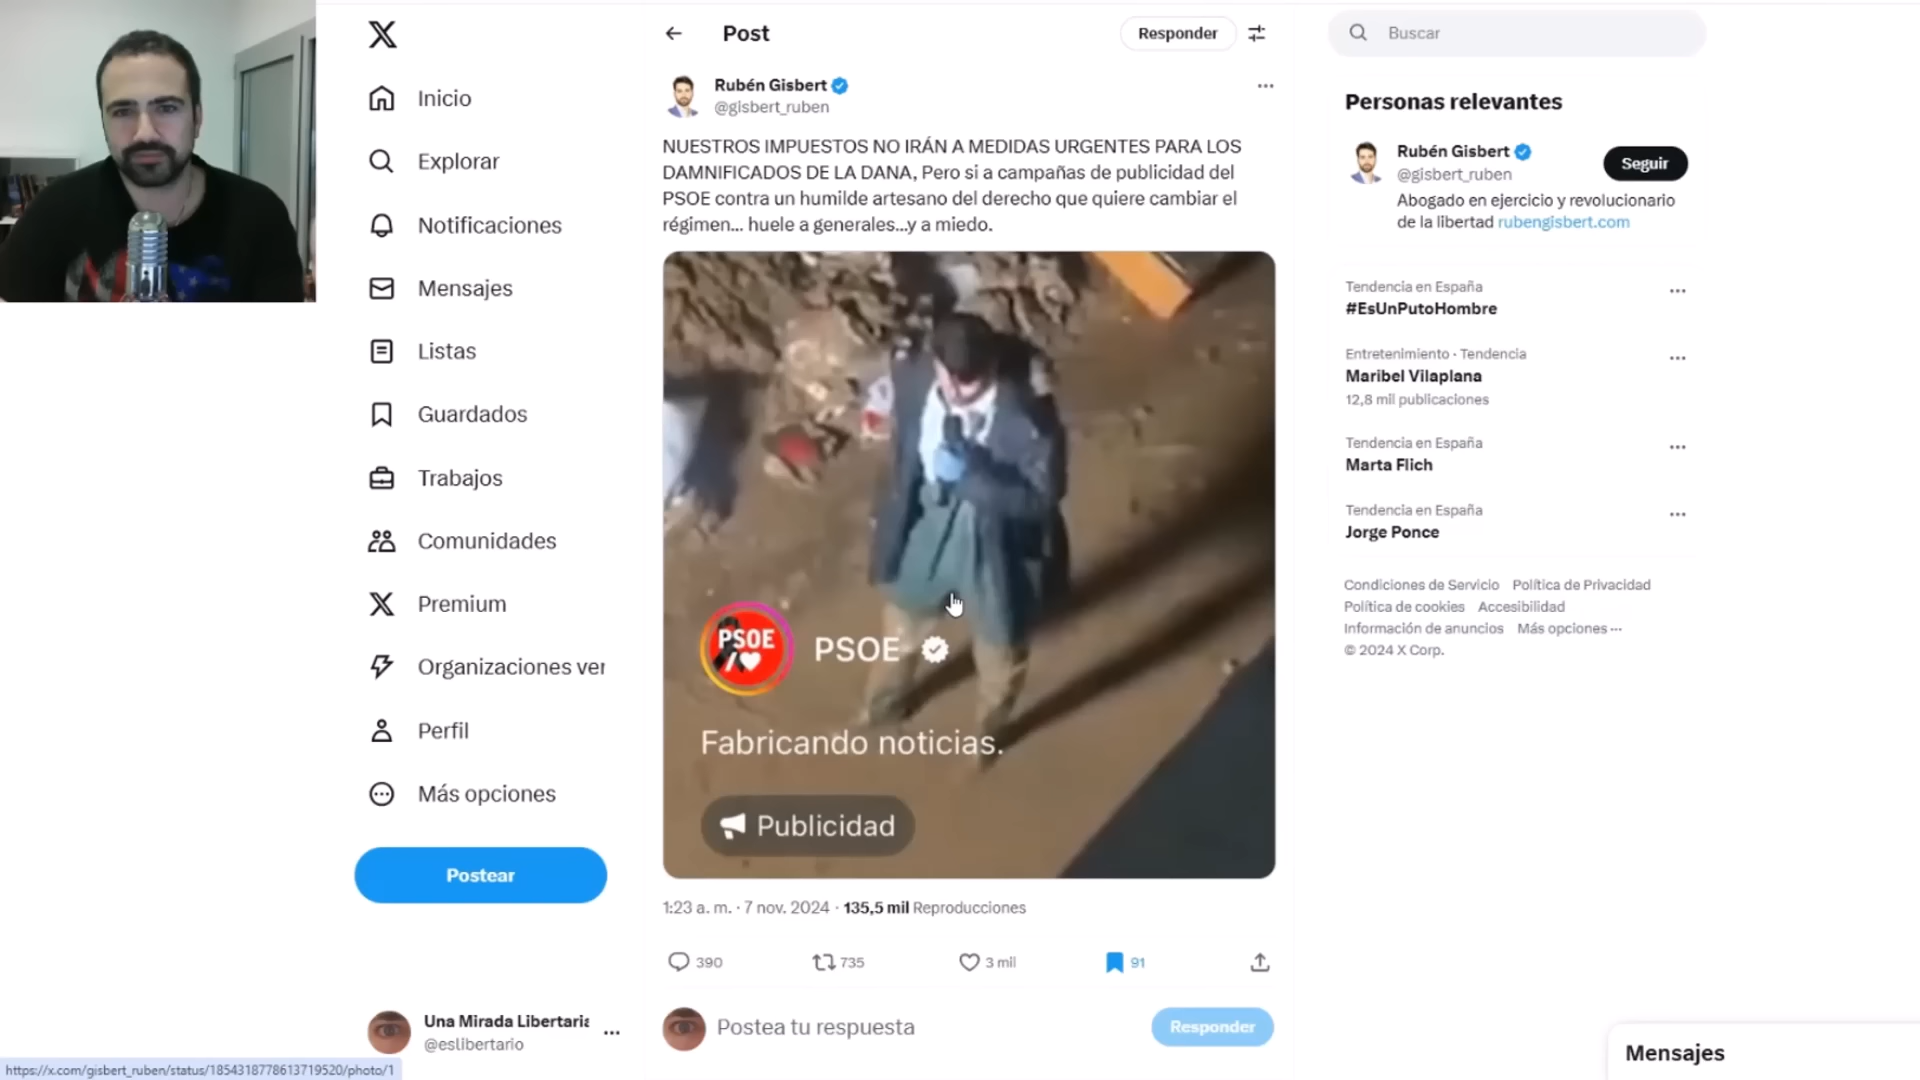 Inicio
Explorar
Notificaciones
Mensajes
Listas
Guardados
Trabajos
Comunidades
Premium
Organizaciones ver
Perfil
Más opciones
Postear
Una Mirada Libertaria
@eslibertario
https://x.com/gisbert_ruben/status/1854318778613719520/photo/1
Post
Responder
Rubén Gisbert
@gisbert_ruben
NUESTROS IMPUESTOS NO IRÁN A MEDIDAS URGENTES PARA LOS
DAMNIFICADOS DE LA DANA, Pero si a campañas de publicidad del
PSOE contra un humilde artesano del derecho que quiere cambiar el
régimen... huele a generales...y a miedo.
PSOE
PSOE
Fabricando noticias.
Publicidad
1:23 a. m. · 7 nov. 2024 · 135,5 mil Reproducciones
390
735
3 mil
91
Postea tu respuesta
Responder
Buscar
Personas relevantes
Rubén Gisbert
@gisbert_ruben
Seguir
Abogado en ejercicio y revolucionario
de la libertad rubengisbert.com
Tendencia en España
#EsUnPutoHombre
Entretenimiento · Tendencia
Maribel Vilaplana
12,8 mil publicaciones
Tendencia en España
Marta Flich
Tendencia en España
Jorge Ponce
Condiciones de Servicio Política de Privacidad
Política de cookies Accesibilidad
Información de anuncios Más opciones ···
© 2024 X Corp.
Mensajes